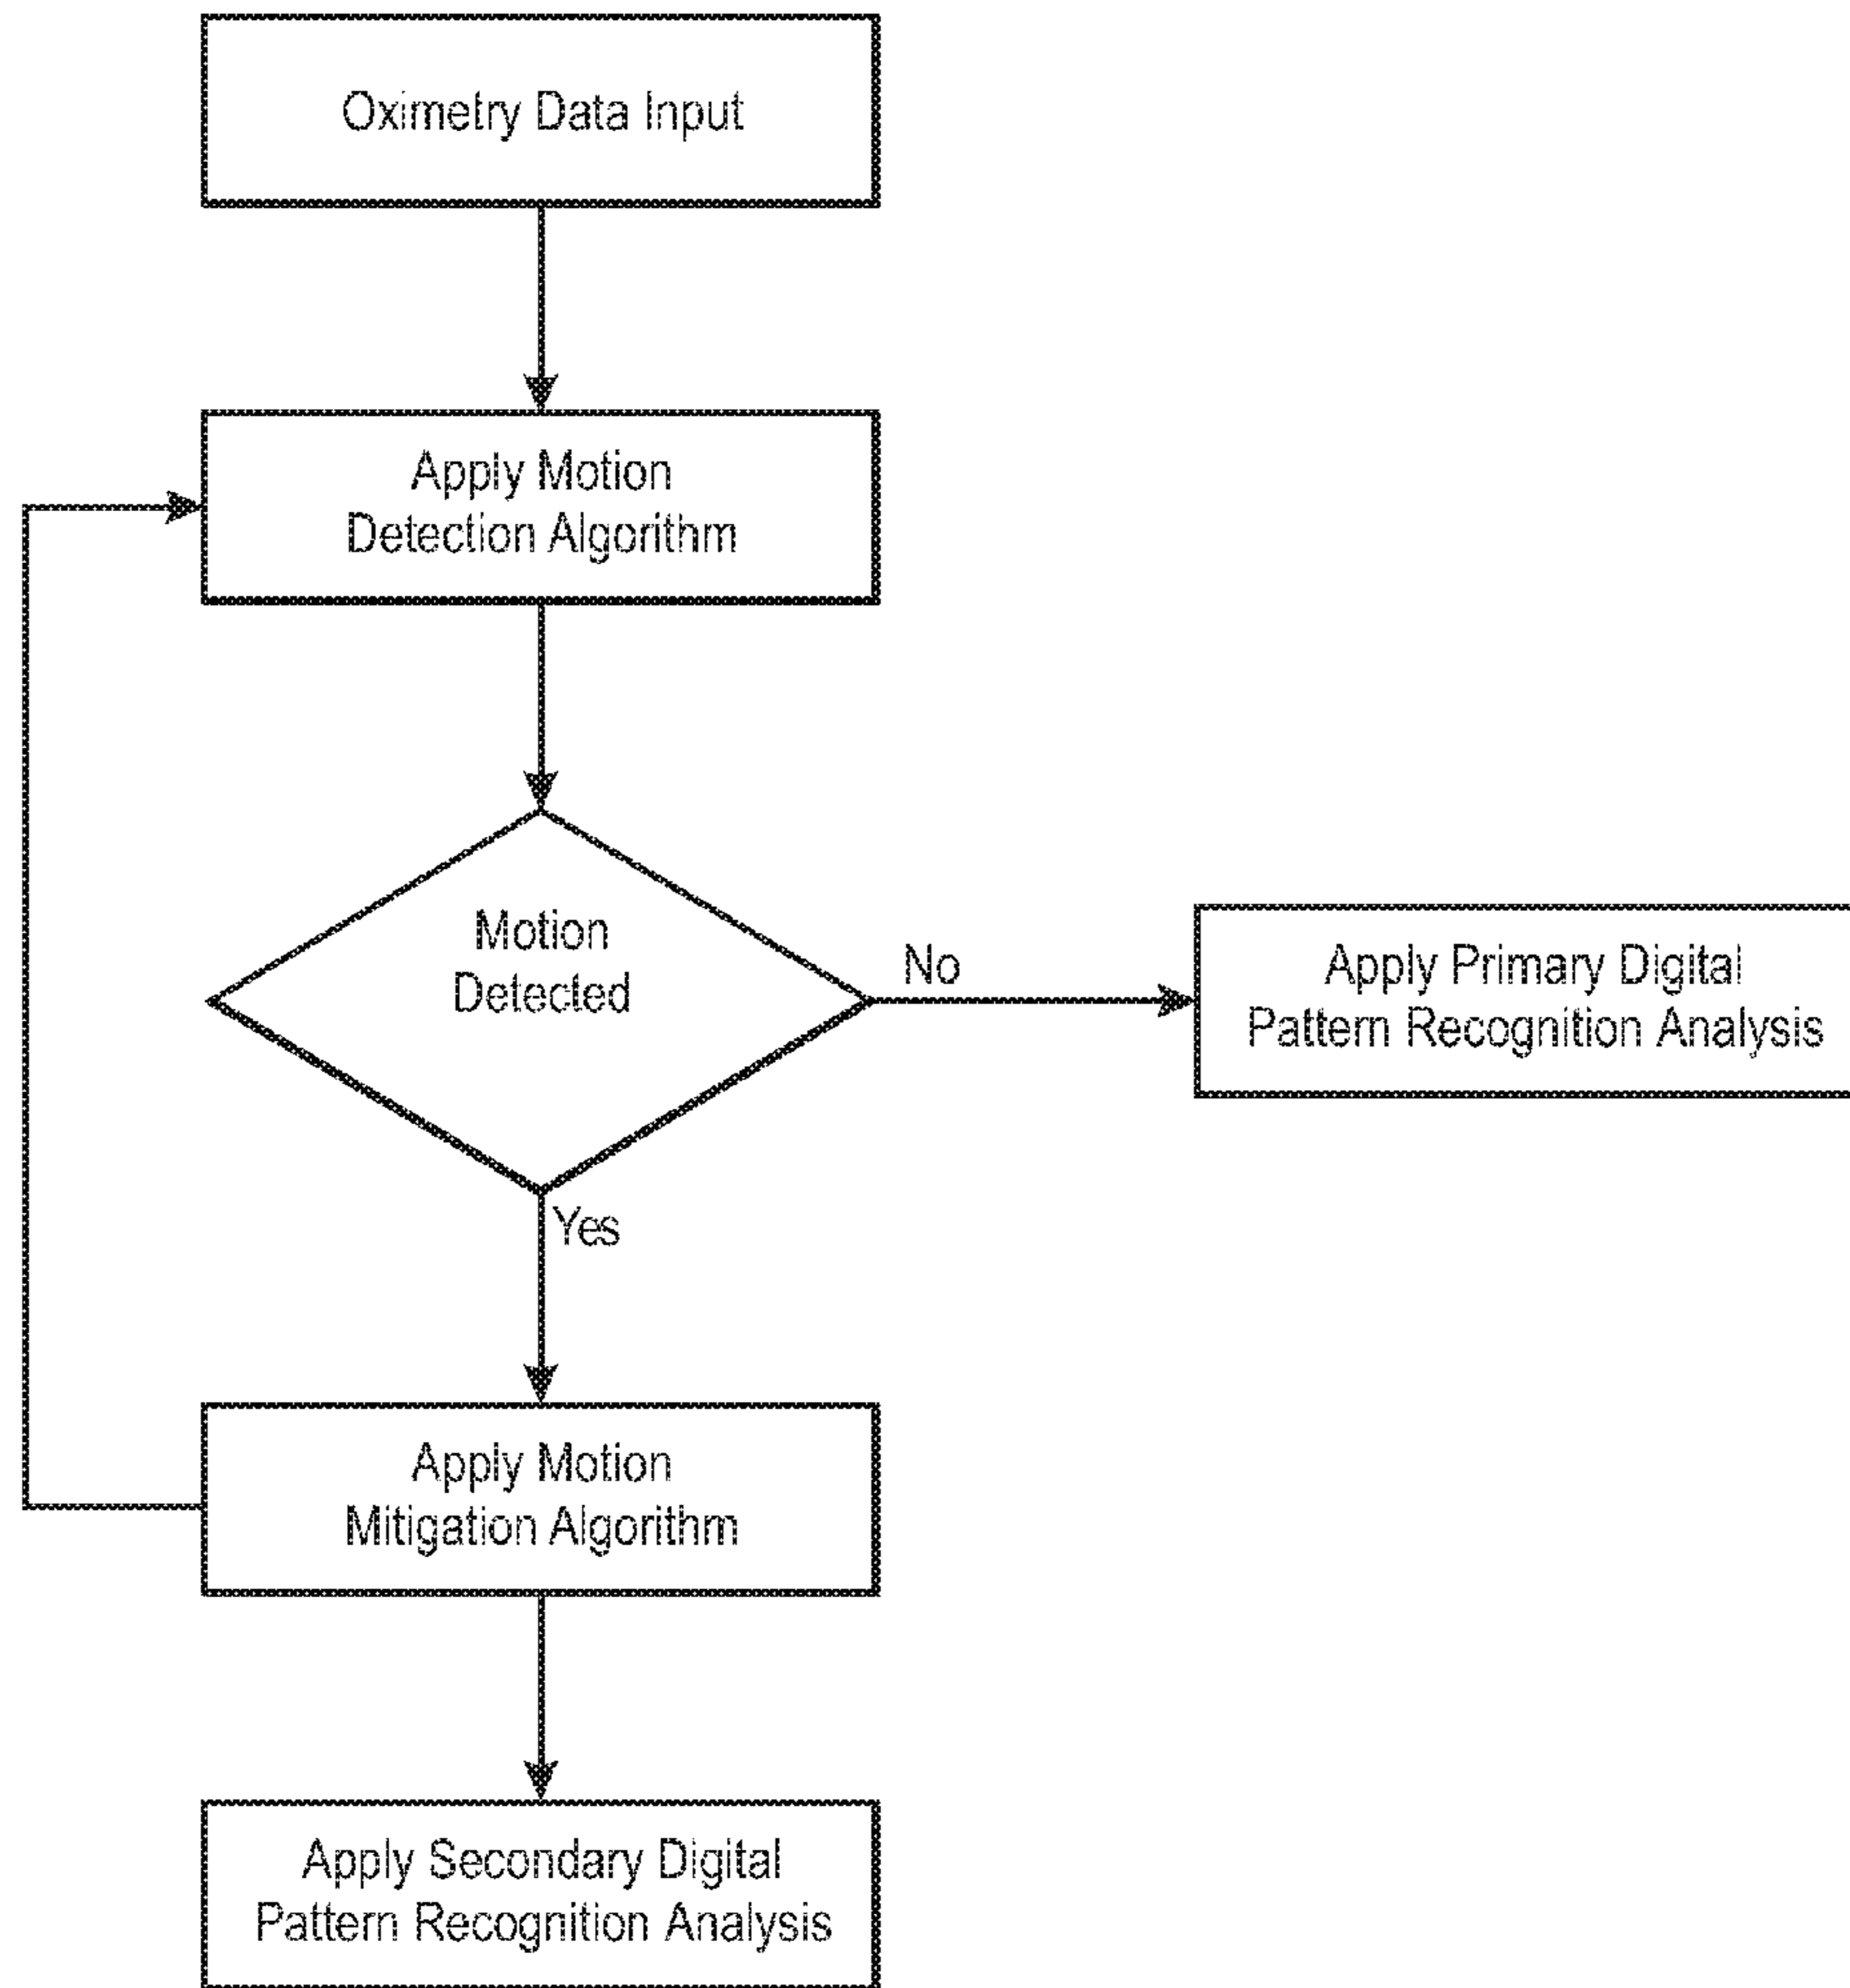 Oximetry Data Input
Apply Motion
Detection Algorithm
Motion
Detected
No
Apply Primary Digital
Pattern Recognition Analysis
Yes
Apply Motion
Mitigation Algorithm
Apply Secondary Digital
Pattern Recognition Analysis